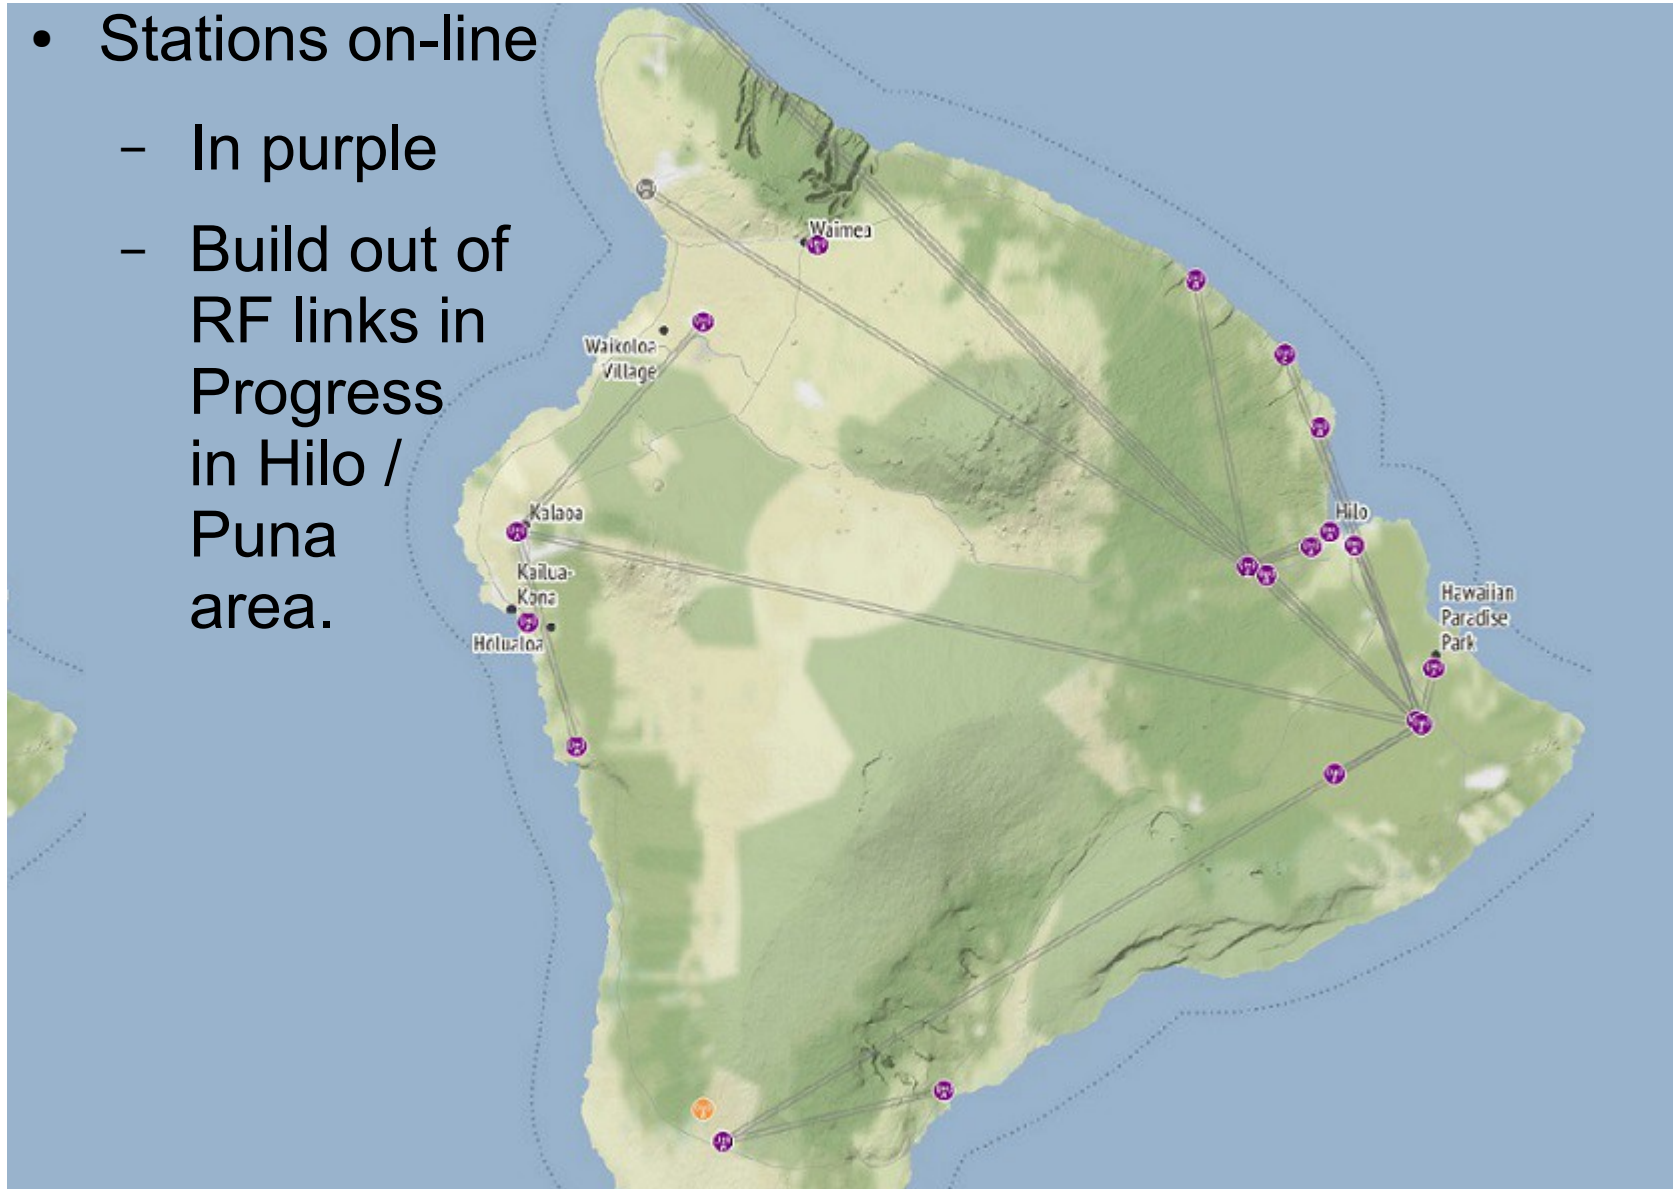 • Stations on-line
– In purple
– Build out of
RF links in
Progress
in Hilo /
Puna
area.
Waimea
Waikoloa
Village
Kalaoa
Hilo
Kailua-
Kona
Holualoa
Hawaiian
Paradise
Park